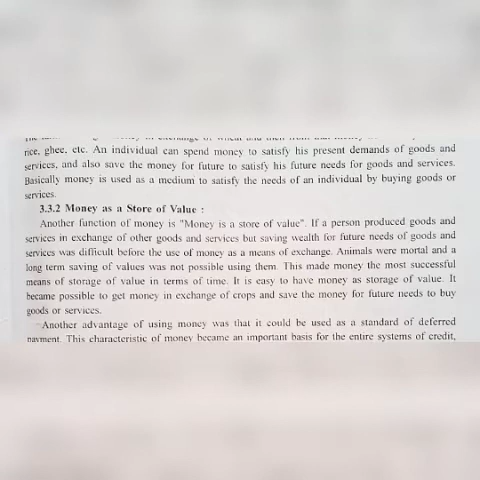 rice, ghee, etc. An individual can spend money to satisfy his present demands of goods and
services, and also save the money for future to satisfy his future needs for goods and services.
Basically money is used as a medium to satisfy the needs of an individual by buying goods or
services.
3.3.2 Money as a Store of Value :
Another function of money is "Money is a store of value". If a person produced goods and
services in exchange of other goods and services but saving wealth for future needs of goods and
services was difficult before the use of money as a means of exchange. Animals were mortal and a
long term saving of values was not possible using them. This made money the most successful
means of storage of value in terms of time. It is easy to have money as storage of value. It
became possible to get money in exchange of crops and save the money for future needs to buy
goods or services.
Another advantage of using money was that it could be used as a standard of deferred
payment. This characteristic of money became an important basis for the entire systems of credit,